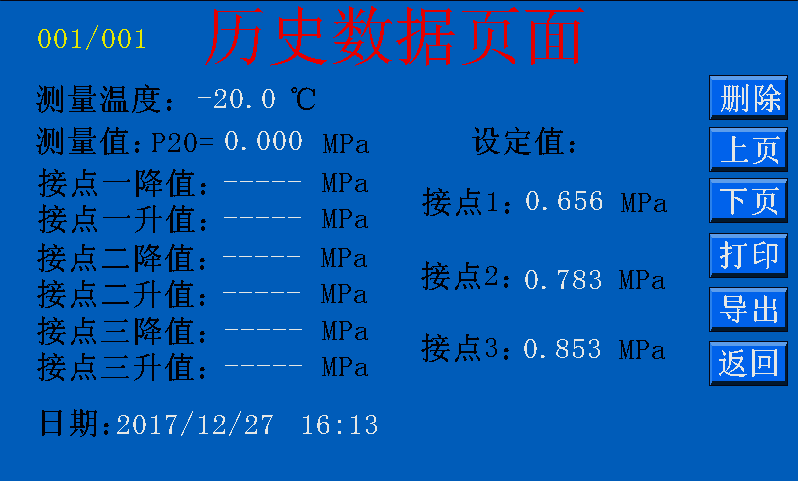 001/001
历史数据页面
测量温度：-20.0 ℃
测量值：P20= 0.000 MPa
接点一降值：----- MPa
接点一升值：----- MPa
接点二降值：----- MPa
接点二升值：----- MPa
接点三降值：----- MPa
接点三升值：----- MPa
日期：2017/12/27 16:13
设定值：
接点1：0.656 MPa
接点2：0.783 MPa
接点3：0.853 MPa
删除
上页
下页
打印
导出
返回